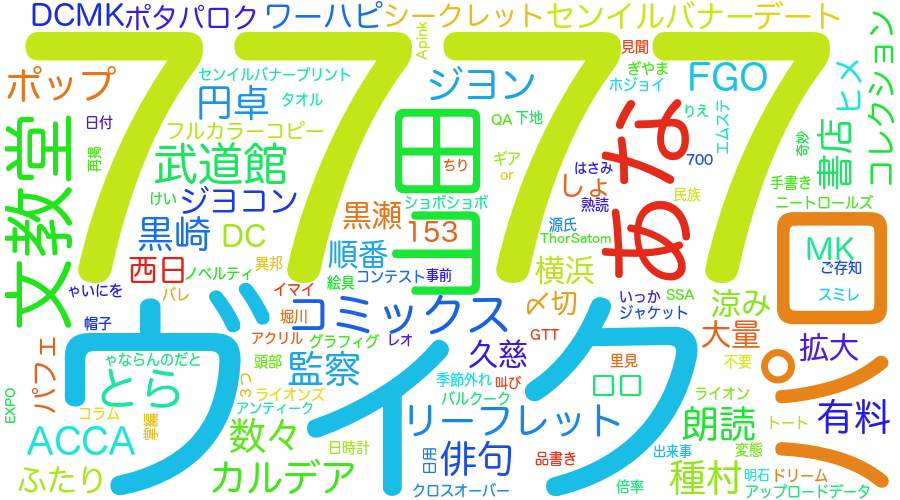 DCMK
ポタパロク
ワーハピ
シークレット
センイルバナー
デート
7777
Apink
見聞
ポップ
センイルバナープリント
ジヨン
ぎやま
FGO
ヒメ
コレクション
ホジョイ
円卓
タオル
日付
フルカラーコピー
QA
下地
あな
りえ
エムステ
文教堂
再掲
武道館
田
ちり
ギア
or
700
奇妙
書店
はさみ
手書き
けい
ジヨコン
ショボショボ
しょ
民族
熟読
ニートロールズ
黒瀬
153
ヨ
源氏
ThorSatom
ロパ
黒崎
DC
順番
MK
ご存知
西日
ノベルティ
異邦
絵具
コンテスト
事前
横浜
スミレ
ゃいにを
バレ
イマイ
コミックス
〆切
いっか
SSA
ジャケット
涼み
帽子
堀川
GTT
大量
ヴィク
アクリル
グラフィグ
レオ
久慈
拡大
パフェ
ゃならんのだと
頭部
監察
里見
不要
とら
季節外れ
叫び
ロロ
EXPO
ライオンズ
バルクーク
ライオン
有料
コラム
アンティーク
リーフレット
トート
掌編
ACCA
数々
日時計
朗読
ふたり
カルデア
日用
俳句
品書き
出来事
変態
種村
明石
ドリーム
クロスオーバー
倍率
アップロードデータ